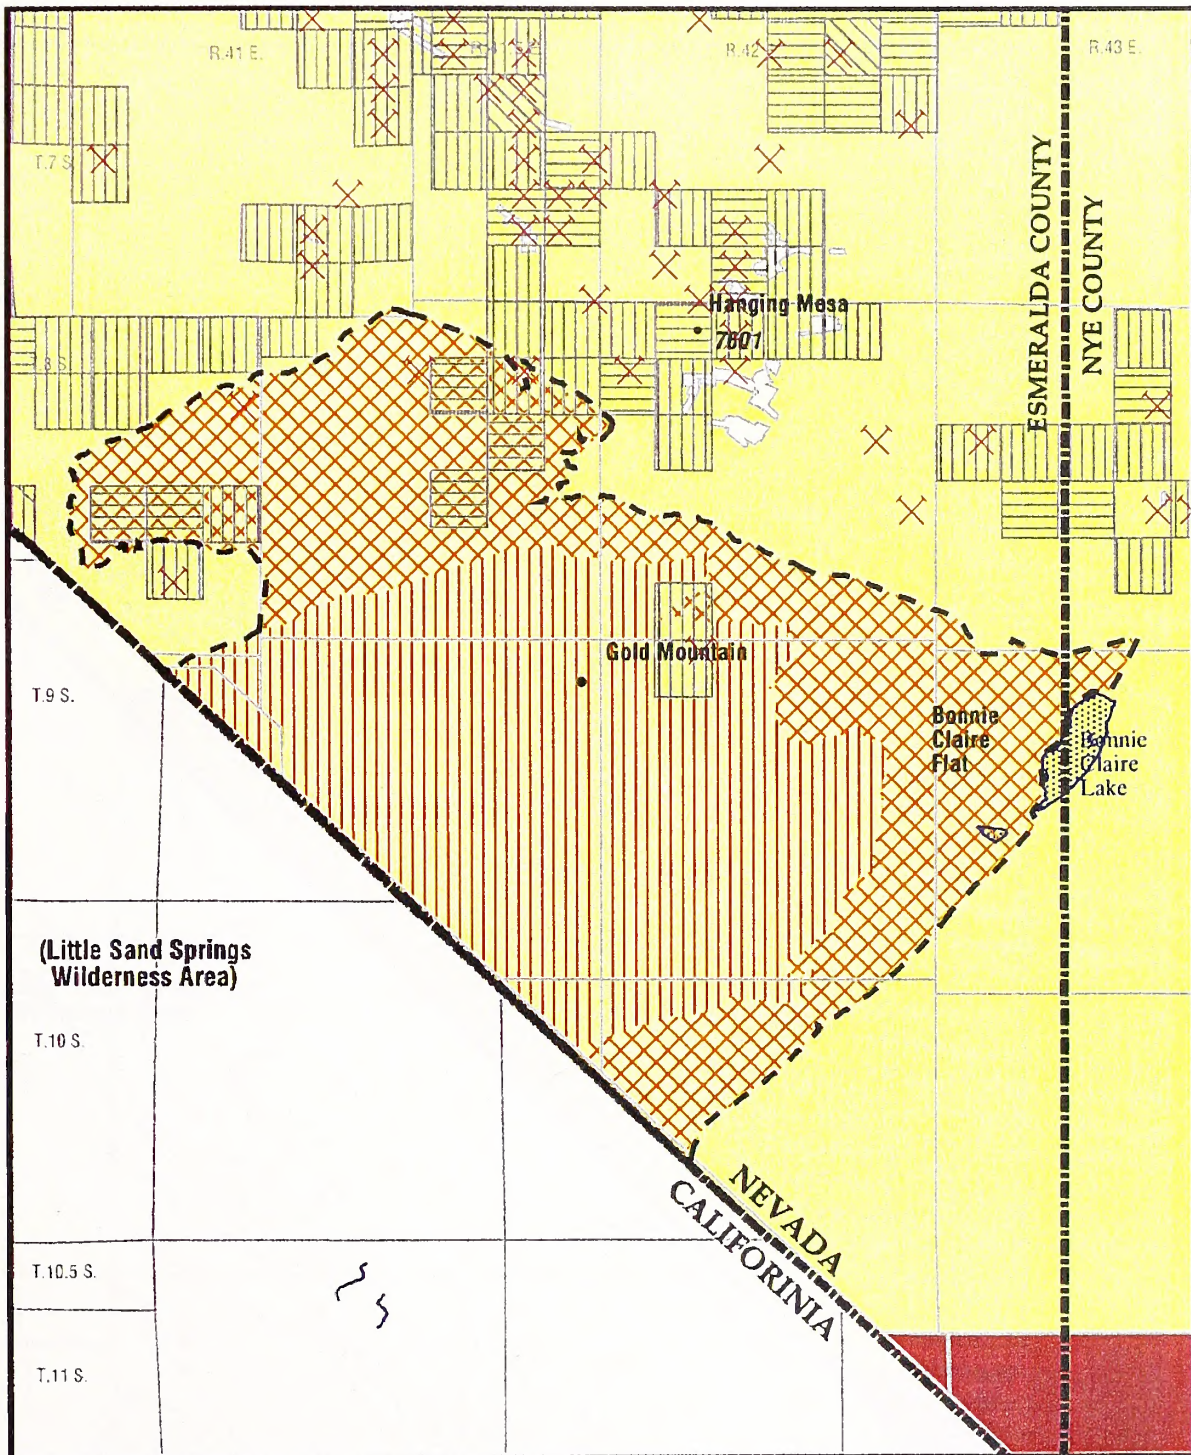 R.41 E.
R.42
R.43 E.
T.7 S
ESMERALDA COUNTY
NYE COUNTY
Hanging Mesa
7601
T.8 S
Gold Mountain
T.9 S.
Bonnie
Claire
Flat
Bonnie
Claire
Lake
(Little Sand Springs
Wilderness Area)
T.10 S.
NEVADA
CALIFORINIA
T.10.5 S.
T.11 S.